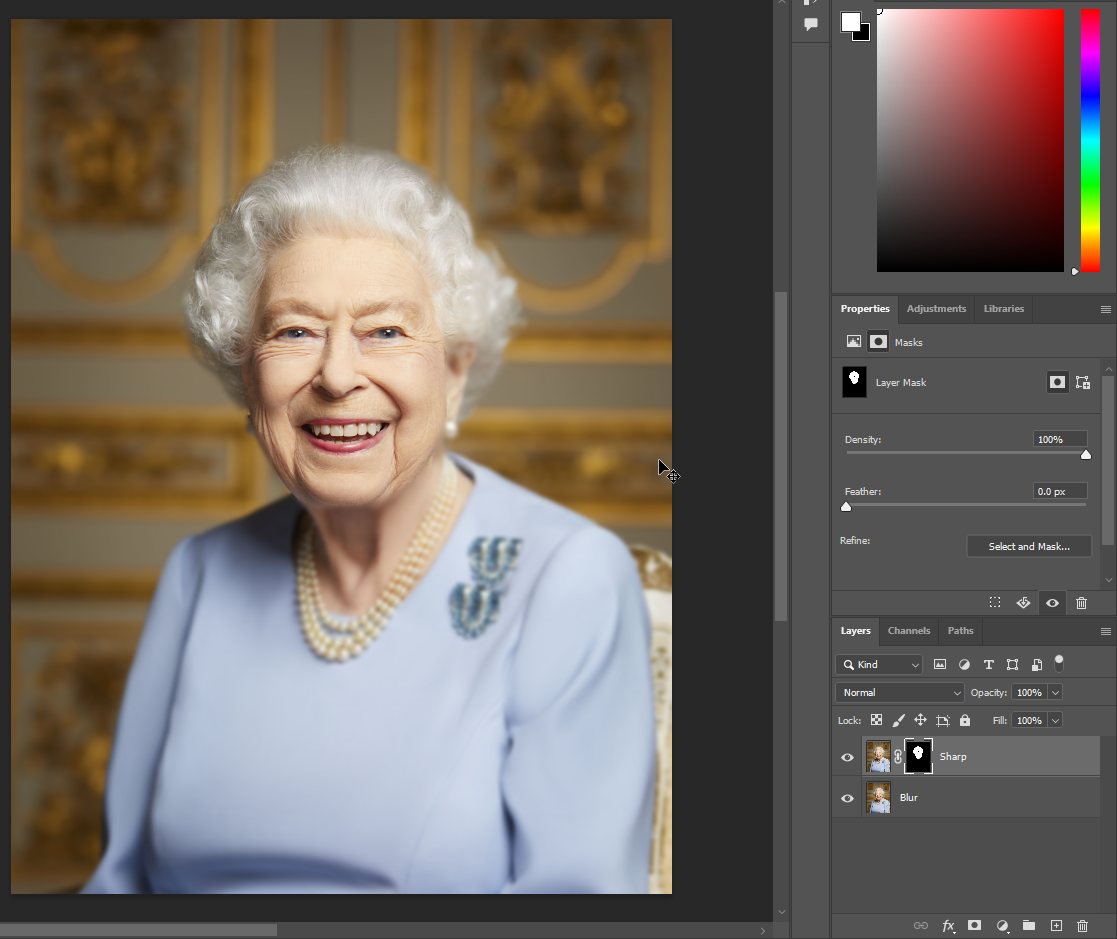 Properties
Adjustments
Libraries
Masks
Layer Mask
Density:
100%
Feather:
0.0 px
Refine:
Select and Mask...
Layers
Channels
Paths
Kind
Normal
Opacity:
100%
Lock:
Fill:
100%
Sharp
Blur
fx